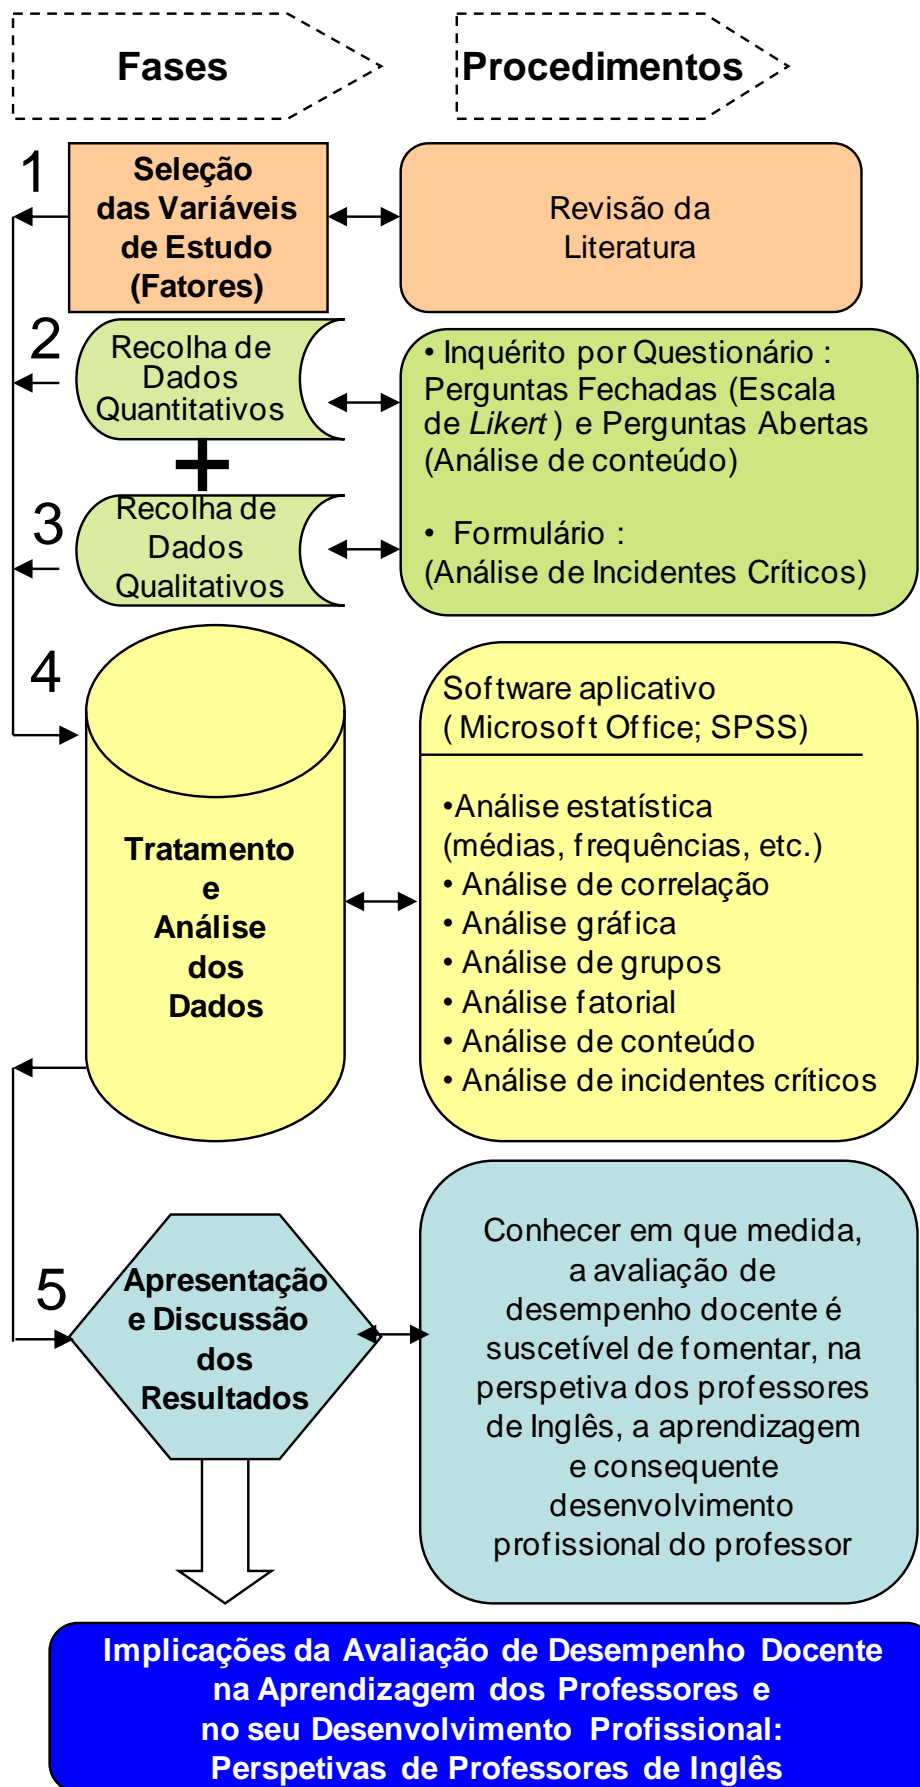 Fases
Procedimentos
1
Seleção
das Variáveis
de Estudo
(Fatores)
Revisão da
Literatura
2
Recolha de
Dados
Quantitativos
+
3
Recolha de
Dados
Qualitativos
• Inquérito por Questionário :
Perguntas Fechadas (Escala
de Likert ) e Perguntas Abertas
(Análise de conteúdo)
• Formulário :
(Análise de Incidentes Críticos)
4
Tratamento
e
Análise
dos
Dados
Software aplicativo
( Microsoft Office; SPSS)
•Análise estatística
(médias, frequências, etc.)
• Análise de correlação
• Análise gráfica
• Análise de grupos
• Análise fatorial
• Análise de conteúdo
• Análise de incidentes críticos
5
Apresentação
e Discussão
dos
Resultados
Conhecer em que medida,
a avaliação de
desempenho docente é
suscetível de fomentar, na
perspetiva dos professores
de Inglês, a aprendizagem
e consequente
desenvolvimento
profissional do professor
Implicações da Avaliação de Desempenho Docente
na Aprendizagem dos Professores e
no seu Desenvolvimento Profissional:
Perspetivas de Professores de Inglês